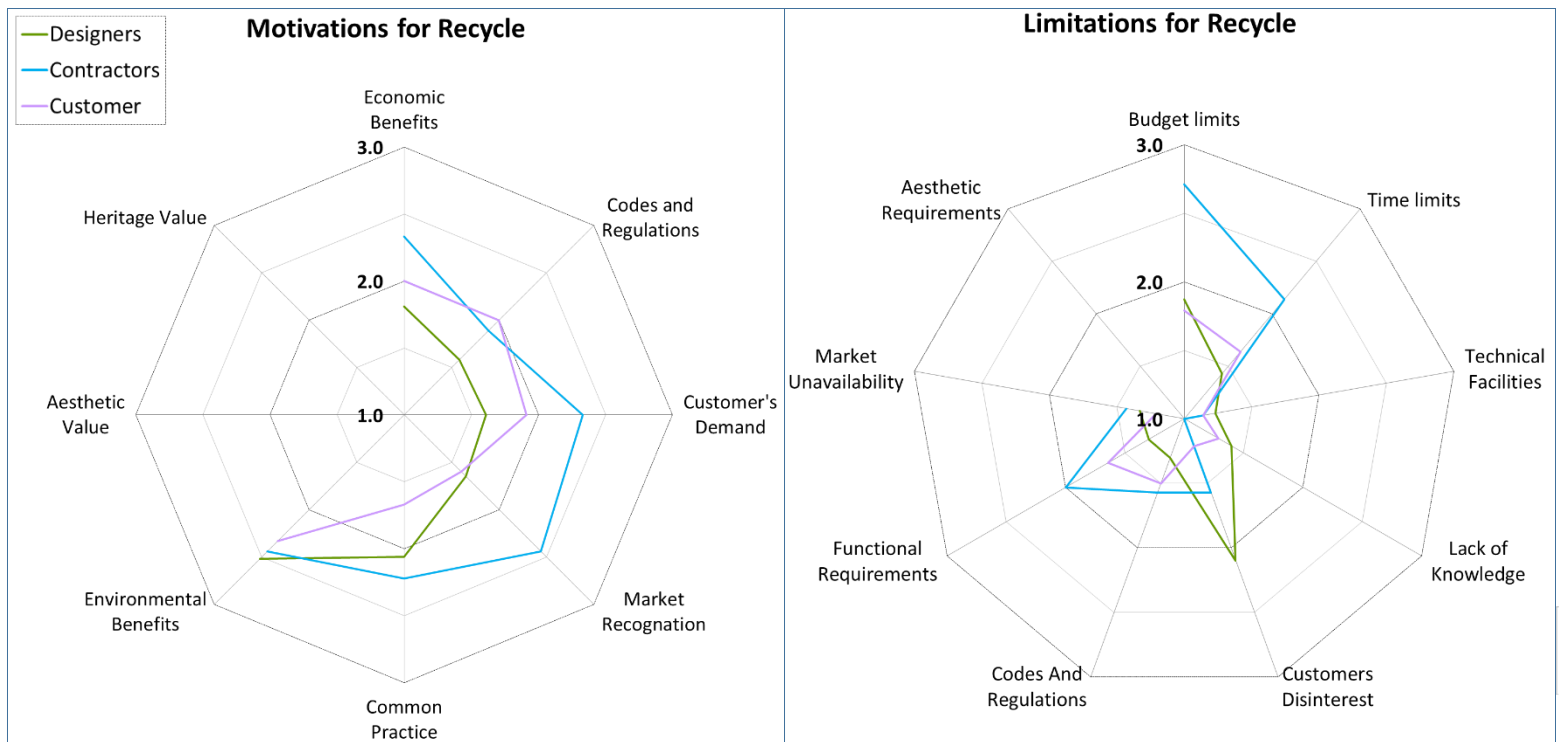 Motivations for Recycle
Designers
Contractors
Customer
Economic
Benefits
3.0
Codes and
Regulations
Heritage Value
2.0
Customer's
Demand
Aesthetic
Value
1.0
Market
Recognation
Environmental
Benefits
Common
Practice
Limitations for Recycle
Budget limits
3.0
Time limits
Aesthetic
Requirements
2.0
Technical
Facilities
Market
Unavailability
1.0
Lack of
Knowledge
Functional
Requirements
Customers
Disinterest
Codes And
Regulations